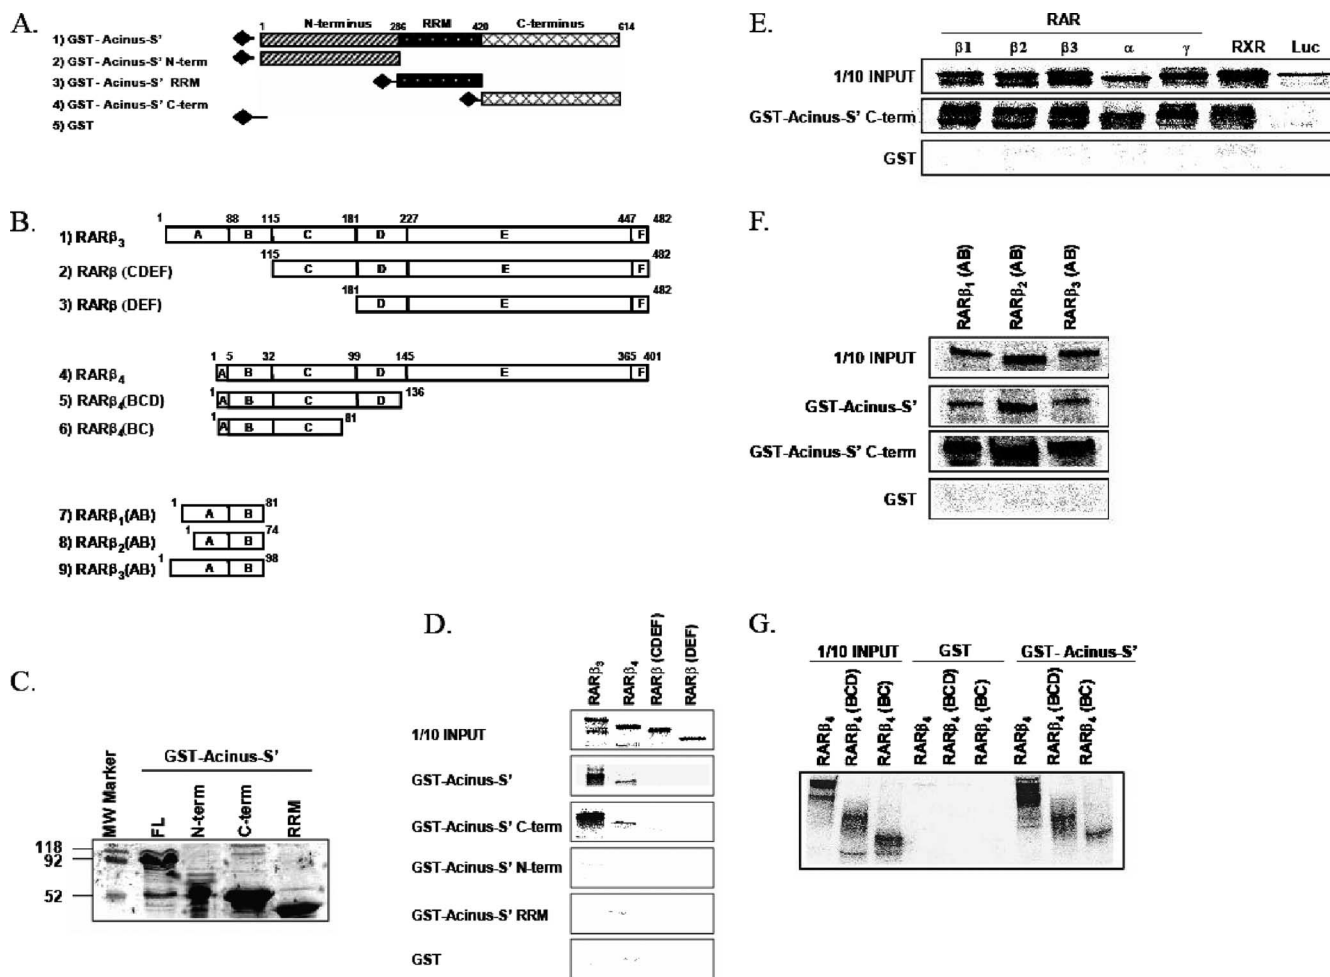 A.
1 N-terminus 286 RRM 420 C-terminus 614
1) GST- Acinus-S'
2) GST- Acinus-S' N-term
3) GST- Acinus-S' RRM
4) GST- Acinus-S' C-term
5) GST
B.
1 88 115 181 227 447 482
1) RARβ3 A B C D E F
115 482
2) RARβ (CDEF) C D E F
181 482
3) RARβ (DEF) D E F
1 5 32 99 145 365 401
4) RARβ4 A B C D E F
1 136
5) RARβ4(BCD) A B C D
1 81
6) RARβ4(BC) A B C
1 81
7) RARβ1(AB) A B
1 74
8) RARβ2(AB) A B
1 98
9) RARβ3(AB) A B
C.
GST-Acinus-S'
MW Marker FL N-term C-term RRM
118
92
52
D.
RARβ3 RARβ4 RARβ (CDEF) RARβ (DEF)
1/10 INPUT
GST-Acinus-S'
GST-Acinus-S' C-term
GST-Acinus-S' N-term
GST-Acinus-S' RRM
GST
E.
RAR
β1 β2 β3 α γ RXR Luc
1/10 INPUT
GST-Acinus-S' C-term
GST
F.
RARβ1 (AB) RARβ2 (AB) RARβ3 (AB)
1/10 INPUT
GST-Acinus-S'
GST-Acinus-S' C-term
GST
G.
1/10 INPUT GST GST- Acinus-S'
RARβ4 RARβ4 (BCD) RARβ4 (BC) RARβ4 RARβ4 (BCD) RARβ4 (BC) RARβ4 RARβ4 (BCD) RARβ4 (BC)